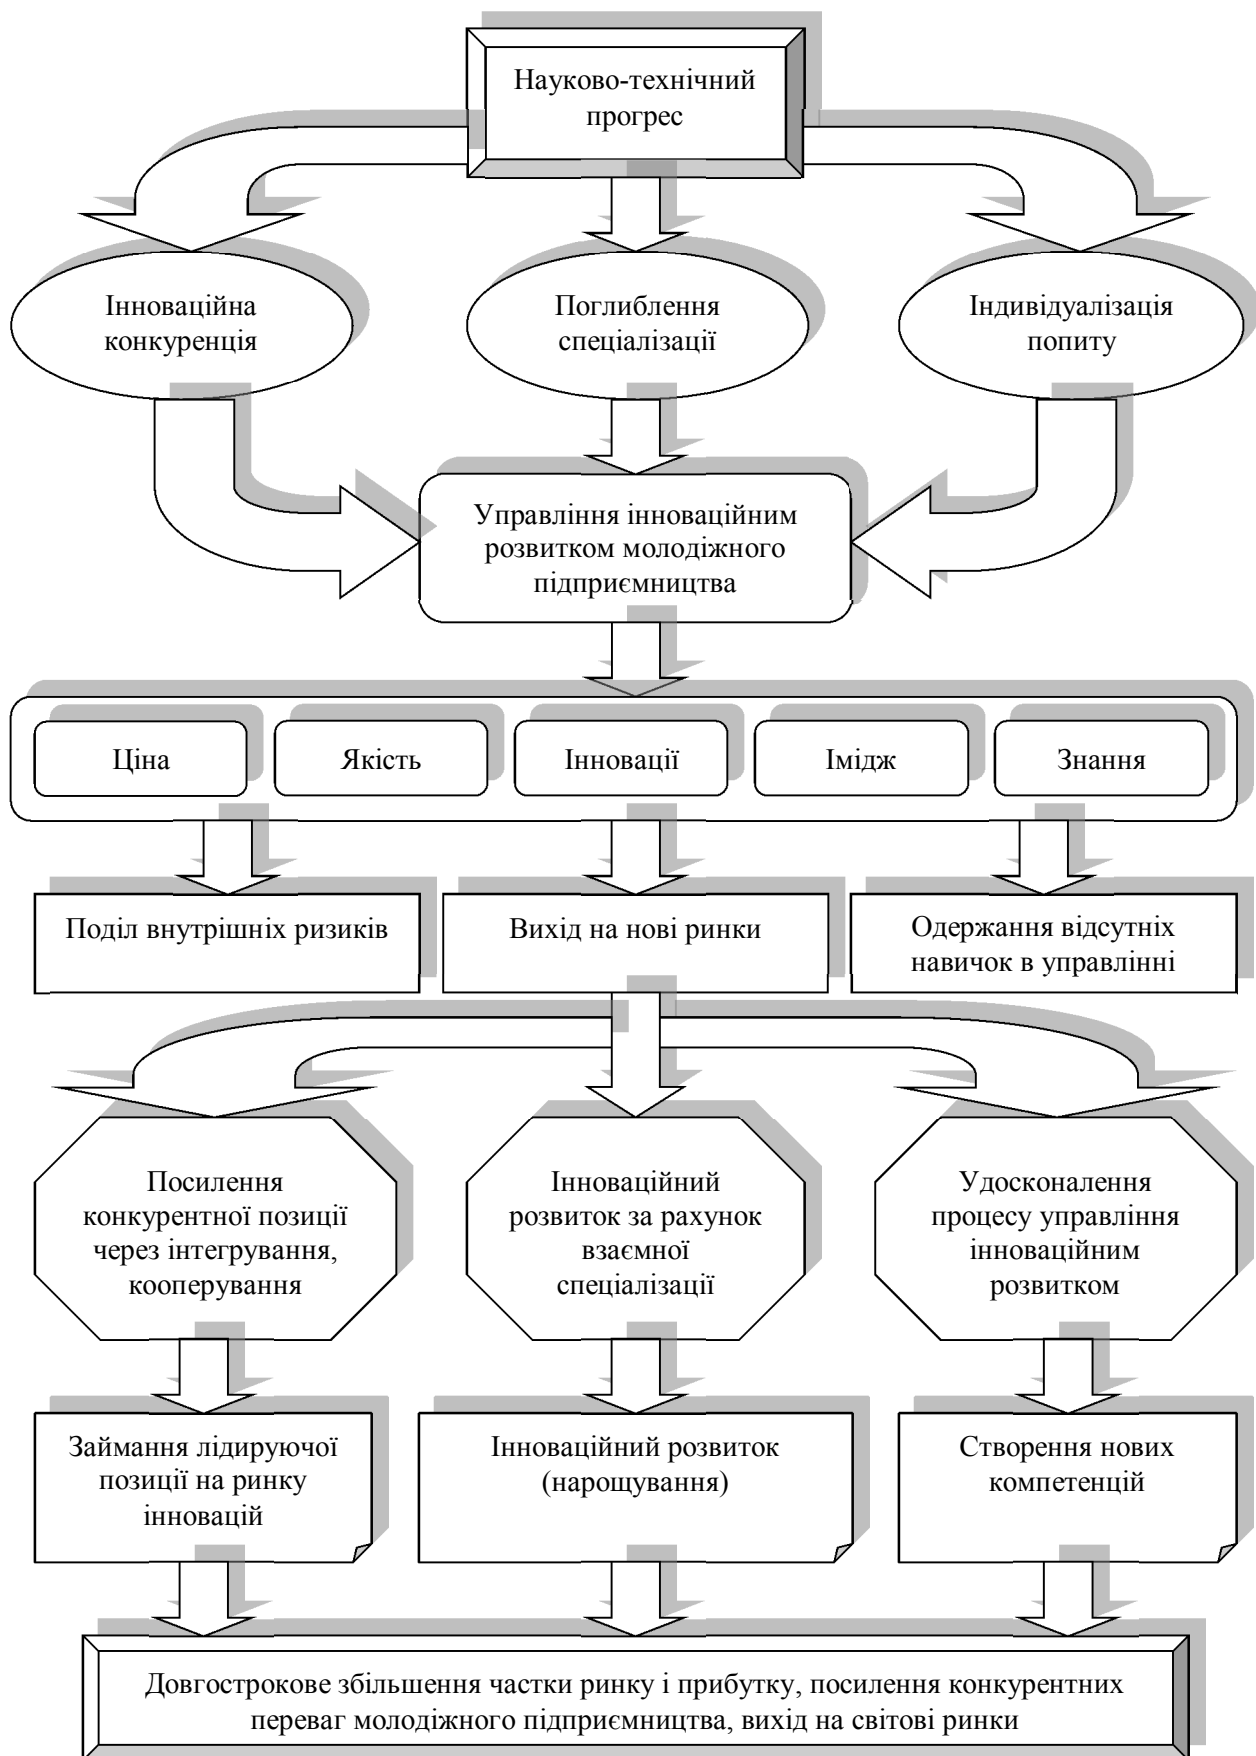 Науково-технічний
прогрес
Інноваційна
конкуренція
Поглиблення
спеціалізації
Індивідуалізація
попиту
Управління інноваційним
розвитком молодіжного
підприємництва
Ціна
Якість
Інновації
Імідж
Знання
Поділ внутрішніх ризиків
Вихід на нові ринки
Одержання відсутніх
навичок в управлінні
Посилення
конкурентної позиції
через інтегрування,
кооперування
Інноваційний
розвиток за рахунок
взаємної
спеціалізації
Удосконалення
процесу управління
інноваційним
розвитком
Займання лідируючої
позиції на ринку
інновацій
Інноваційний розвиток
(нарощування)
Створення нових
компетенцій
Довгострокове збільшення частки ринку і прибутку, посилення конкурентних
переваг молодіжного підприємництва, вихід на світові ринки